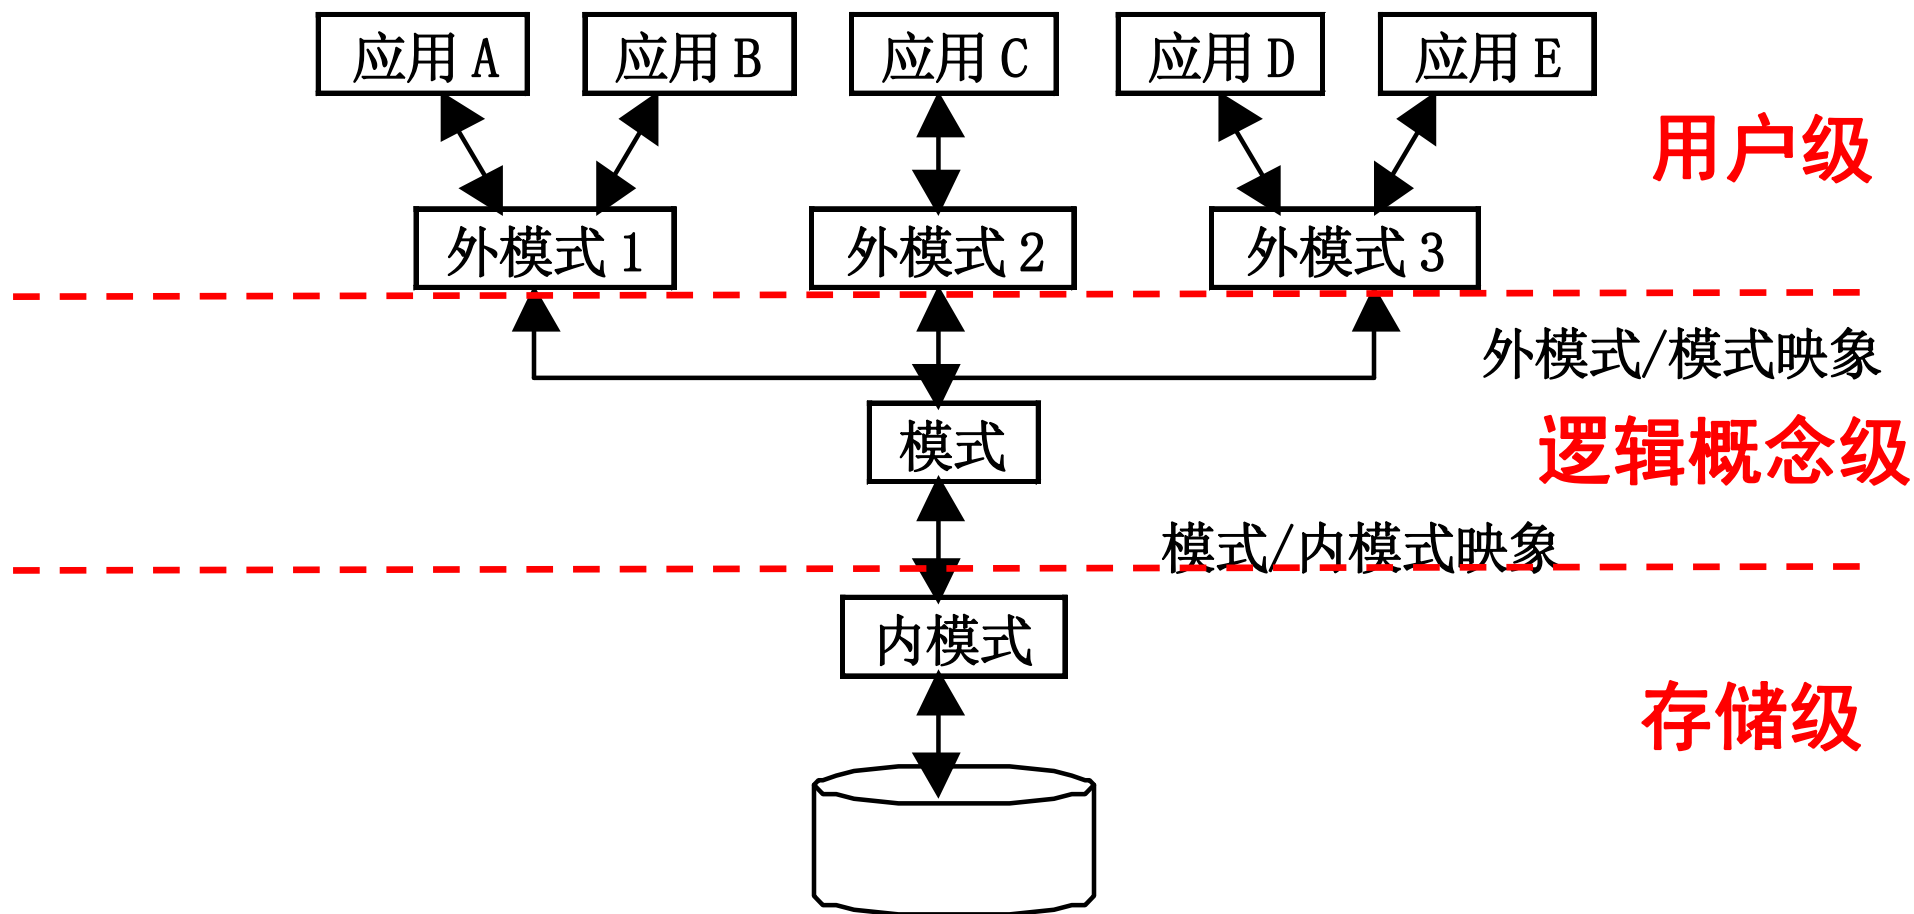 应用 A
应用 B
应用 C
应用 D
应用 E
用户级
外模式 1
外模式 2
外模式 3
外模式/模式映象
模式
逻辑概念级
模式/内模式映象
内模式
存储级